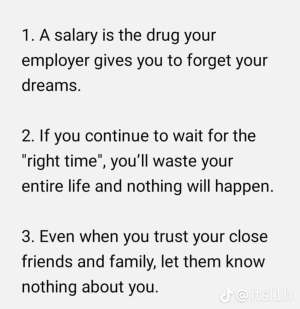 1. A salary is the drug your
employer gives you to forget your
dreams.
2. If you continue to wait for the
"right time", you’ll waste your
entire life and nothing will happen.
3. Even when you trust your close
friends and family, let them know
nothing about you.